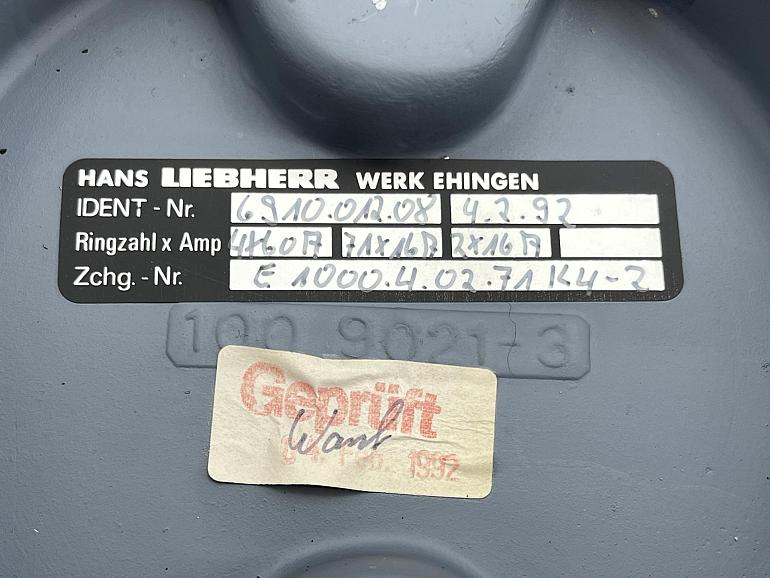 HANS LIEBHERR WERK EHINGEN
IDENT - Nr. 6910.012.08 4.2.92
Ringzahl x Amp 4x60A 71x16A 2x16A
Zchg. - Nr. E 1000.4.02.71 K4-2
100 9021-3
Geprüft
1992